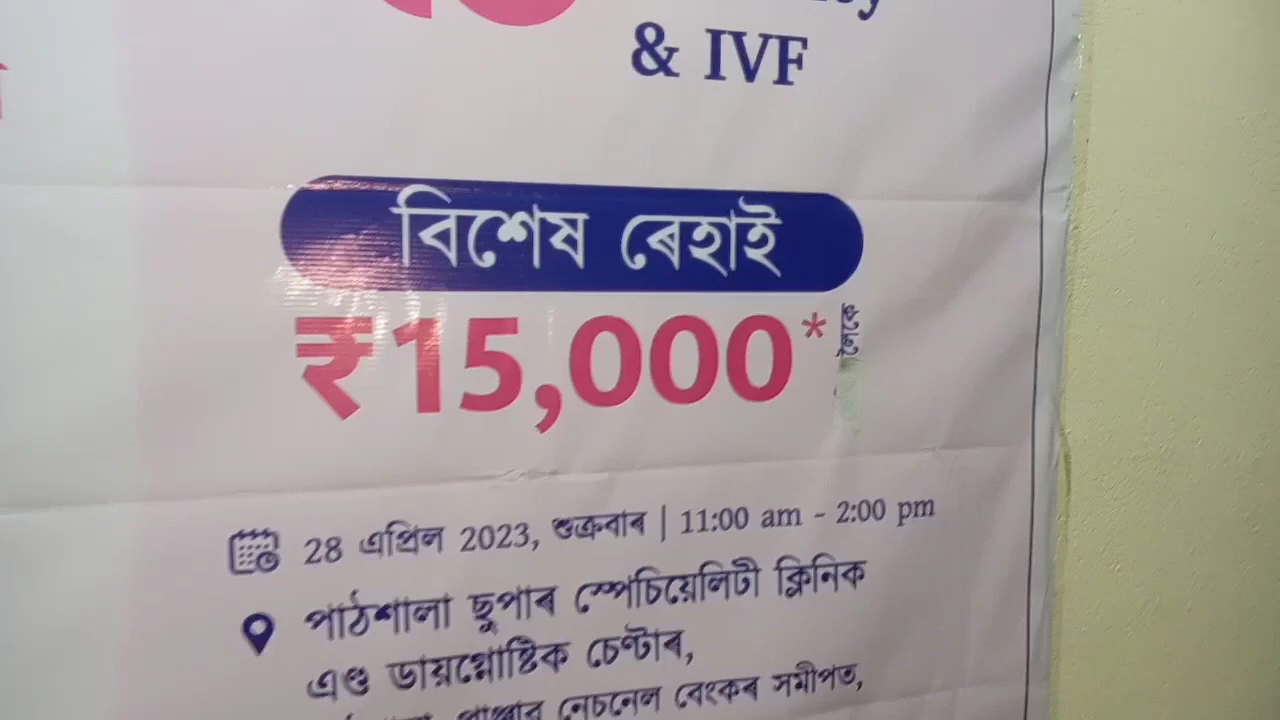 & IVF
বিশেষ ৰেহাই
₹15,000*
28 এপ্ৰিল 2023, শুক্ৰবাৰ | 11:00 am - 2:00 pm
পাঠশালা ছুপাৰ স্পেচিয়েলিটী ক্লিনিক
এণ্ড ডায়গ্নোষ্টিক চেণ্টাৰ,
নেচনেল বেংকৰ সমীপত,